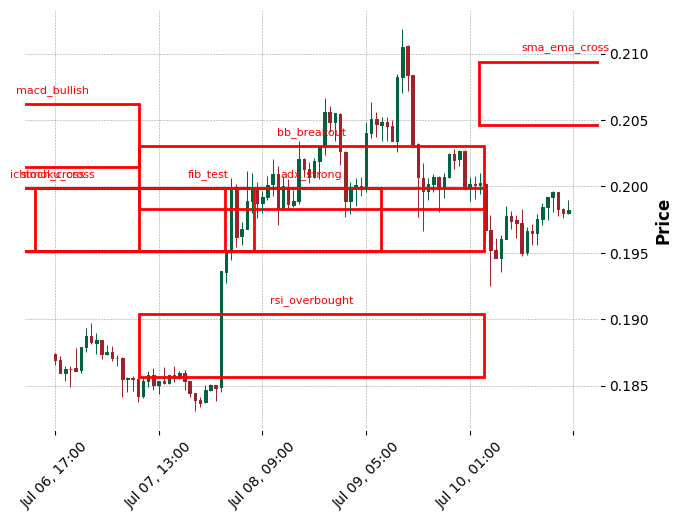 sma_ema_cross
0.210
macd_bullish
0.205
bb_breakout
stoch_cross
fib_test
adx_strong
0.200
Price
0.195
rsi_overbought
0.190
0.185
Jul 06, 17:00
Jul 07, 13:00
Jul 08, 09:00
Jul 09, 05:00
Jul 10, 01:00